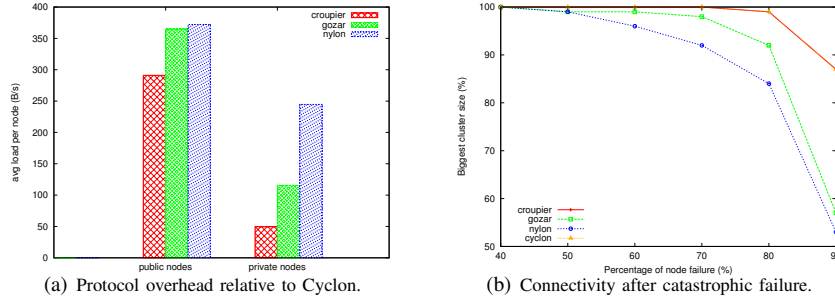 400
350
300
250
200
150
100
50
0
avg load per node (B/s)
croupier
gozar
nylon
public nodes
private nodes
(a) Protocol overhead relative to Cyclon.
100
90
80
70
60
50
Biggest cluster size (%)
croupier
gozar
nylon
cyclon
40
50
60
70
80
Percentage of node failure (%)
(b) Connectivity after catastrophic failure.